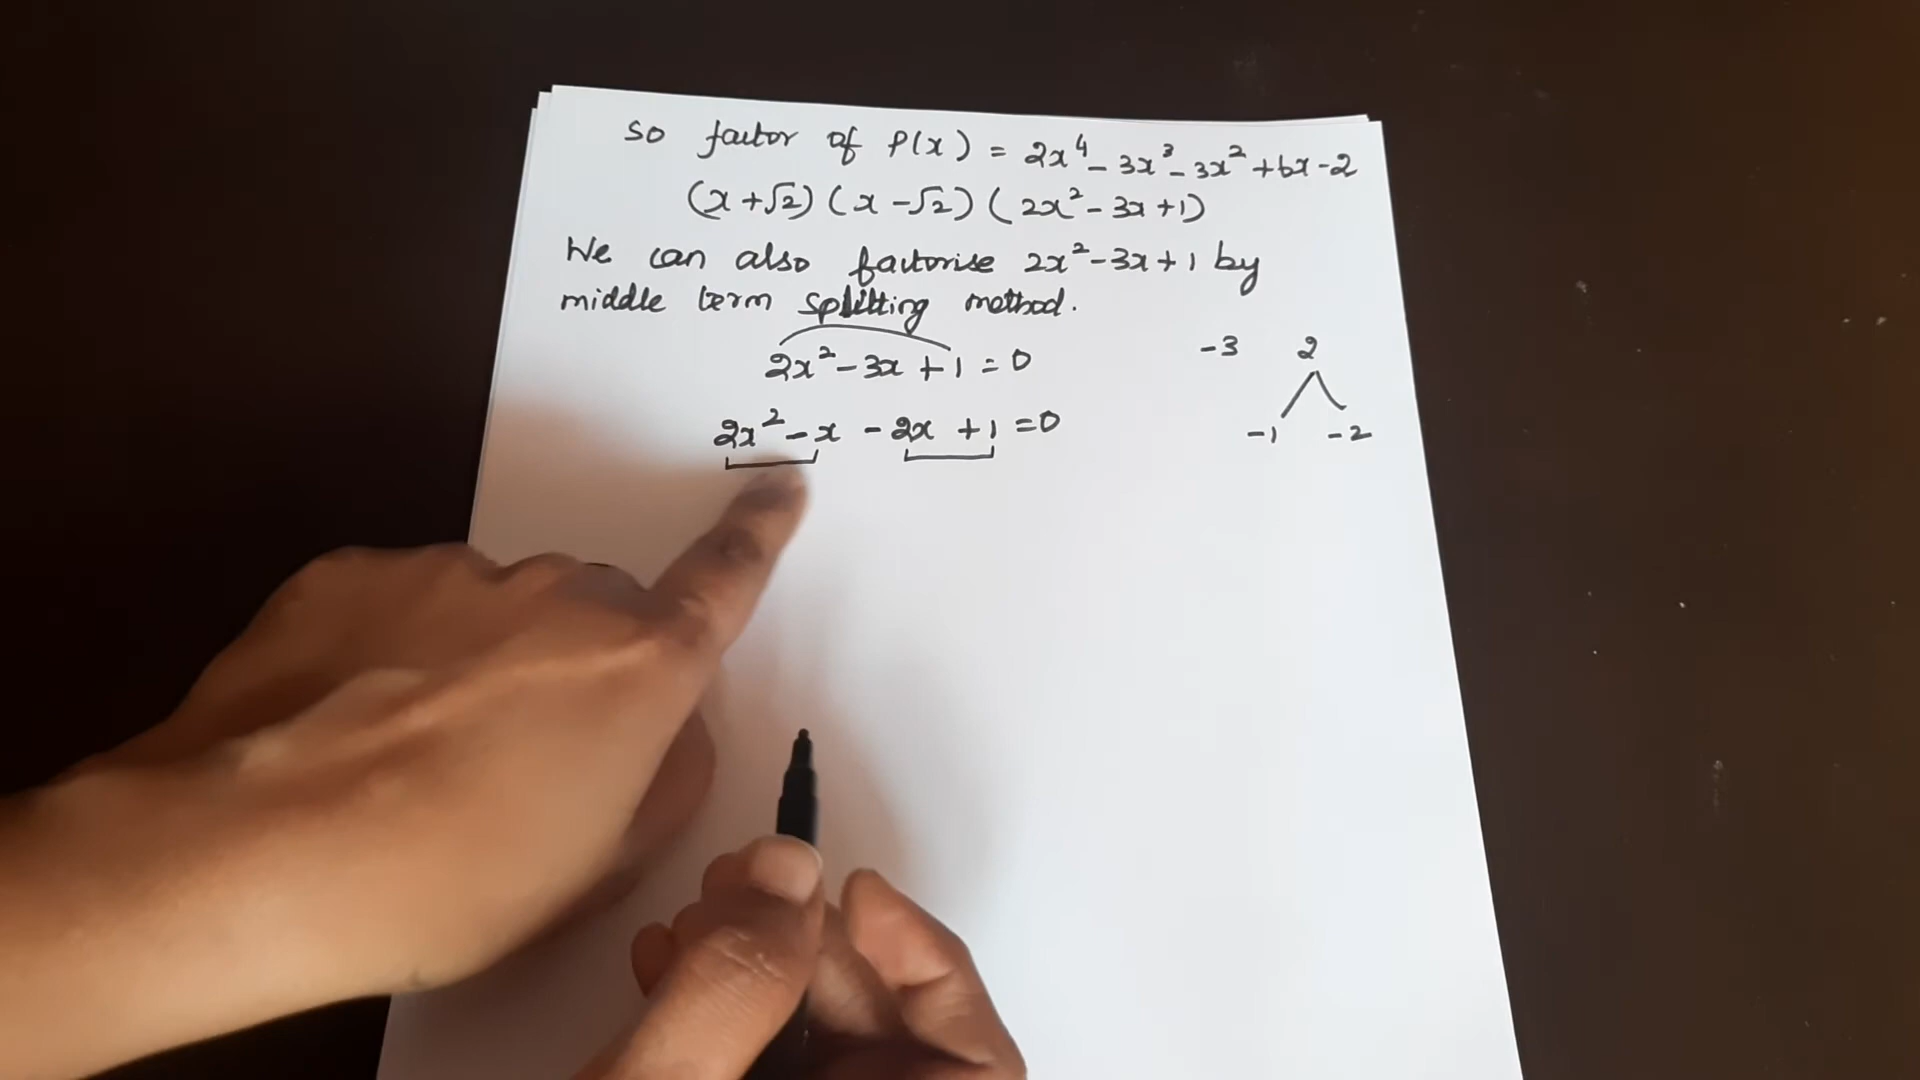 so factor of P(x) = 2x⁴ - 3x³ - 3x² + 6x - 2
(x + √2) (x - √2) (2x² - 3x + 1)
We can also factorise 2x² - 3x + 1 by
middle term splitting method.
2x² - 3x + 1 = 0
-3 2
2x² - x - 2x + 1 = 0
-1 -2